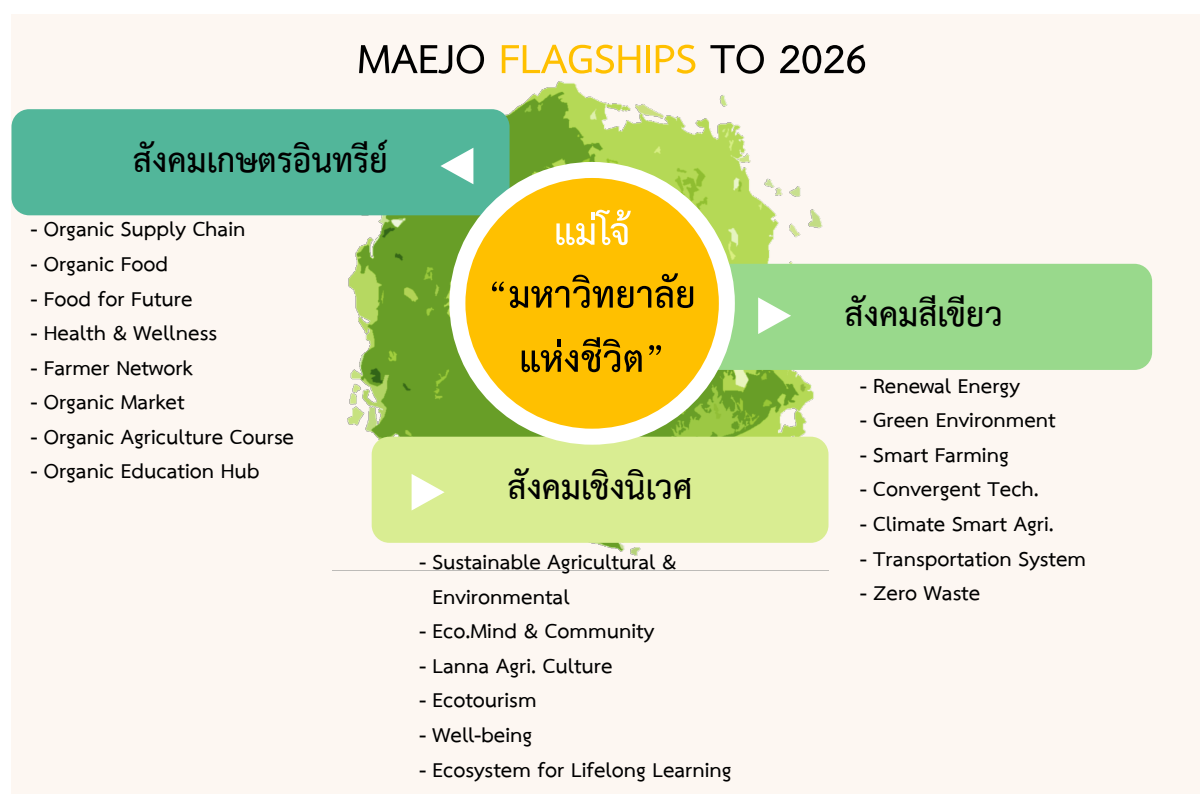 MAEJO FLAGSHIPS TO 2026
สังคมเกษตรอินทรีย์
- Organic Supply Chain
- Organic Food
- Food for Future
- Health & Wellness
- Farmer Network
- Organic Market
- Organic Agriculture Course
- Organic Education Hub
แม่โจ้
“มหาวิทยาลัย
แห่งชีวิต”
สังคมสีเขียว
- Renewal Energy
- Green Environment
- Smart Farming
- Convergent Tech.
- Climate Smart Agri.
- Transportation System
- Zero Waste
สังคมเชิงนิเวศ
- Sustainable Agricultural &
Environmental
- Eco.Mind & Community
- Lanna Agri. Culture
- Ecotourism
- Well-being
- Ecosystem for Lifelong Learning